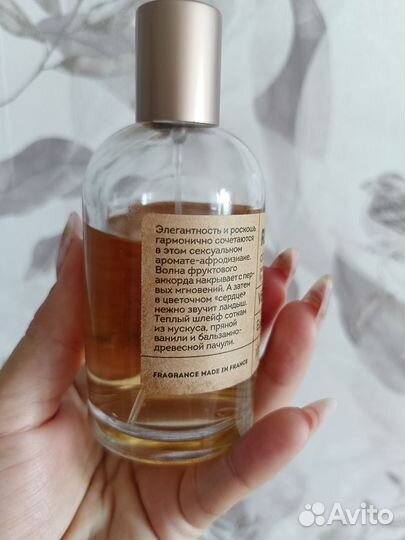 Элегантность и роскошь
гармонично сочетаются
в этом сексуальном
аромате-афродизиаке.
Волна фруктового
аккорда накрывает с пер-
вых мгновений. А затем
в цветочном «сердце»
нежно звучит ландыш.
Теплый шлейф соткан
из мускуса, пряной
ванили и бальзамно-
древесной пачули.
FRAGRANCE MADE IN FRANCE
Avito